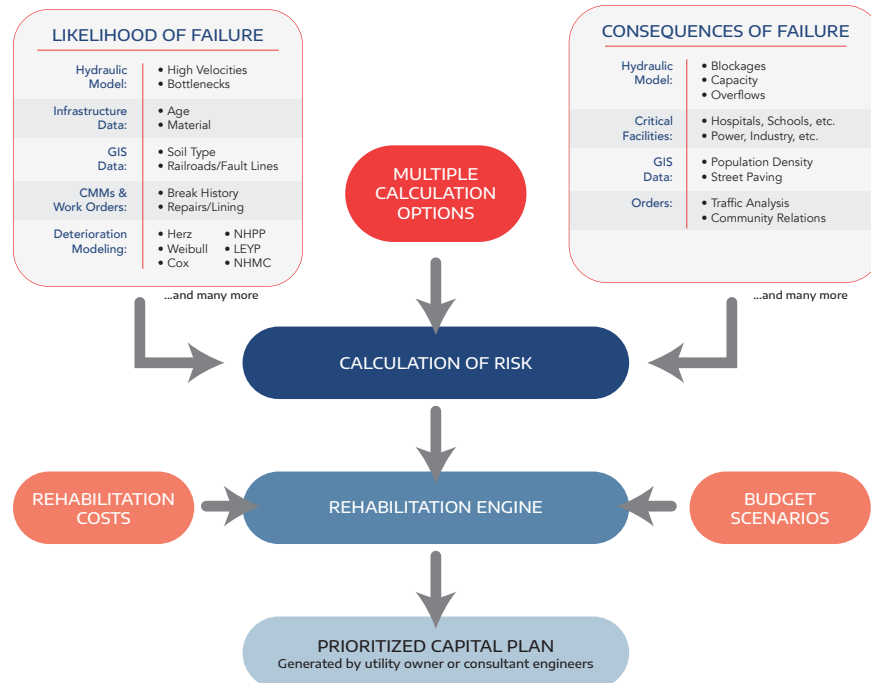 LIKELIHOOD OF FAILURE
Hydraulic
Model:
• High Velocities
• Bottlenecks
Infrastructure
Data:
• Age
• Material
GIS
Data:
• Soil Type
• Railroads/Fault Lines
CMMs &
Work Orders:
• Break History
• Repairs/Lining
Deterioration
Modeling:
• Herz
• Weibull
• Cox
• NHPP
• LEYP
• NHMC
...and many more
MULTIPLE
CALCULATION
OPTIONS
CONSEQUENCES OF FAILURE
Hydraulic
Model:
• Blockages
• Capacity
• Overflows
Critical
Facilities:
• Hospitals, Schools, etc.
• Power, Industry, etc.
GIS
Data:
• Population Density
• Street Paving
Orders:
• Traffic Analysis
• Community Relations
...and many more
CALCULATION OF RISK
REHABILITATION
COSTS
REHABILITATION ENGINE
BUDGET
SCENARIOS
PRIORITIZED CAPITAL PLAN
Generated by utility owner or consultant engineers